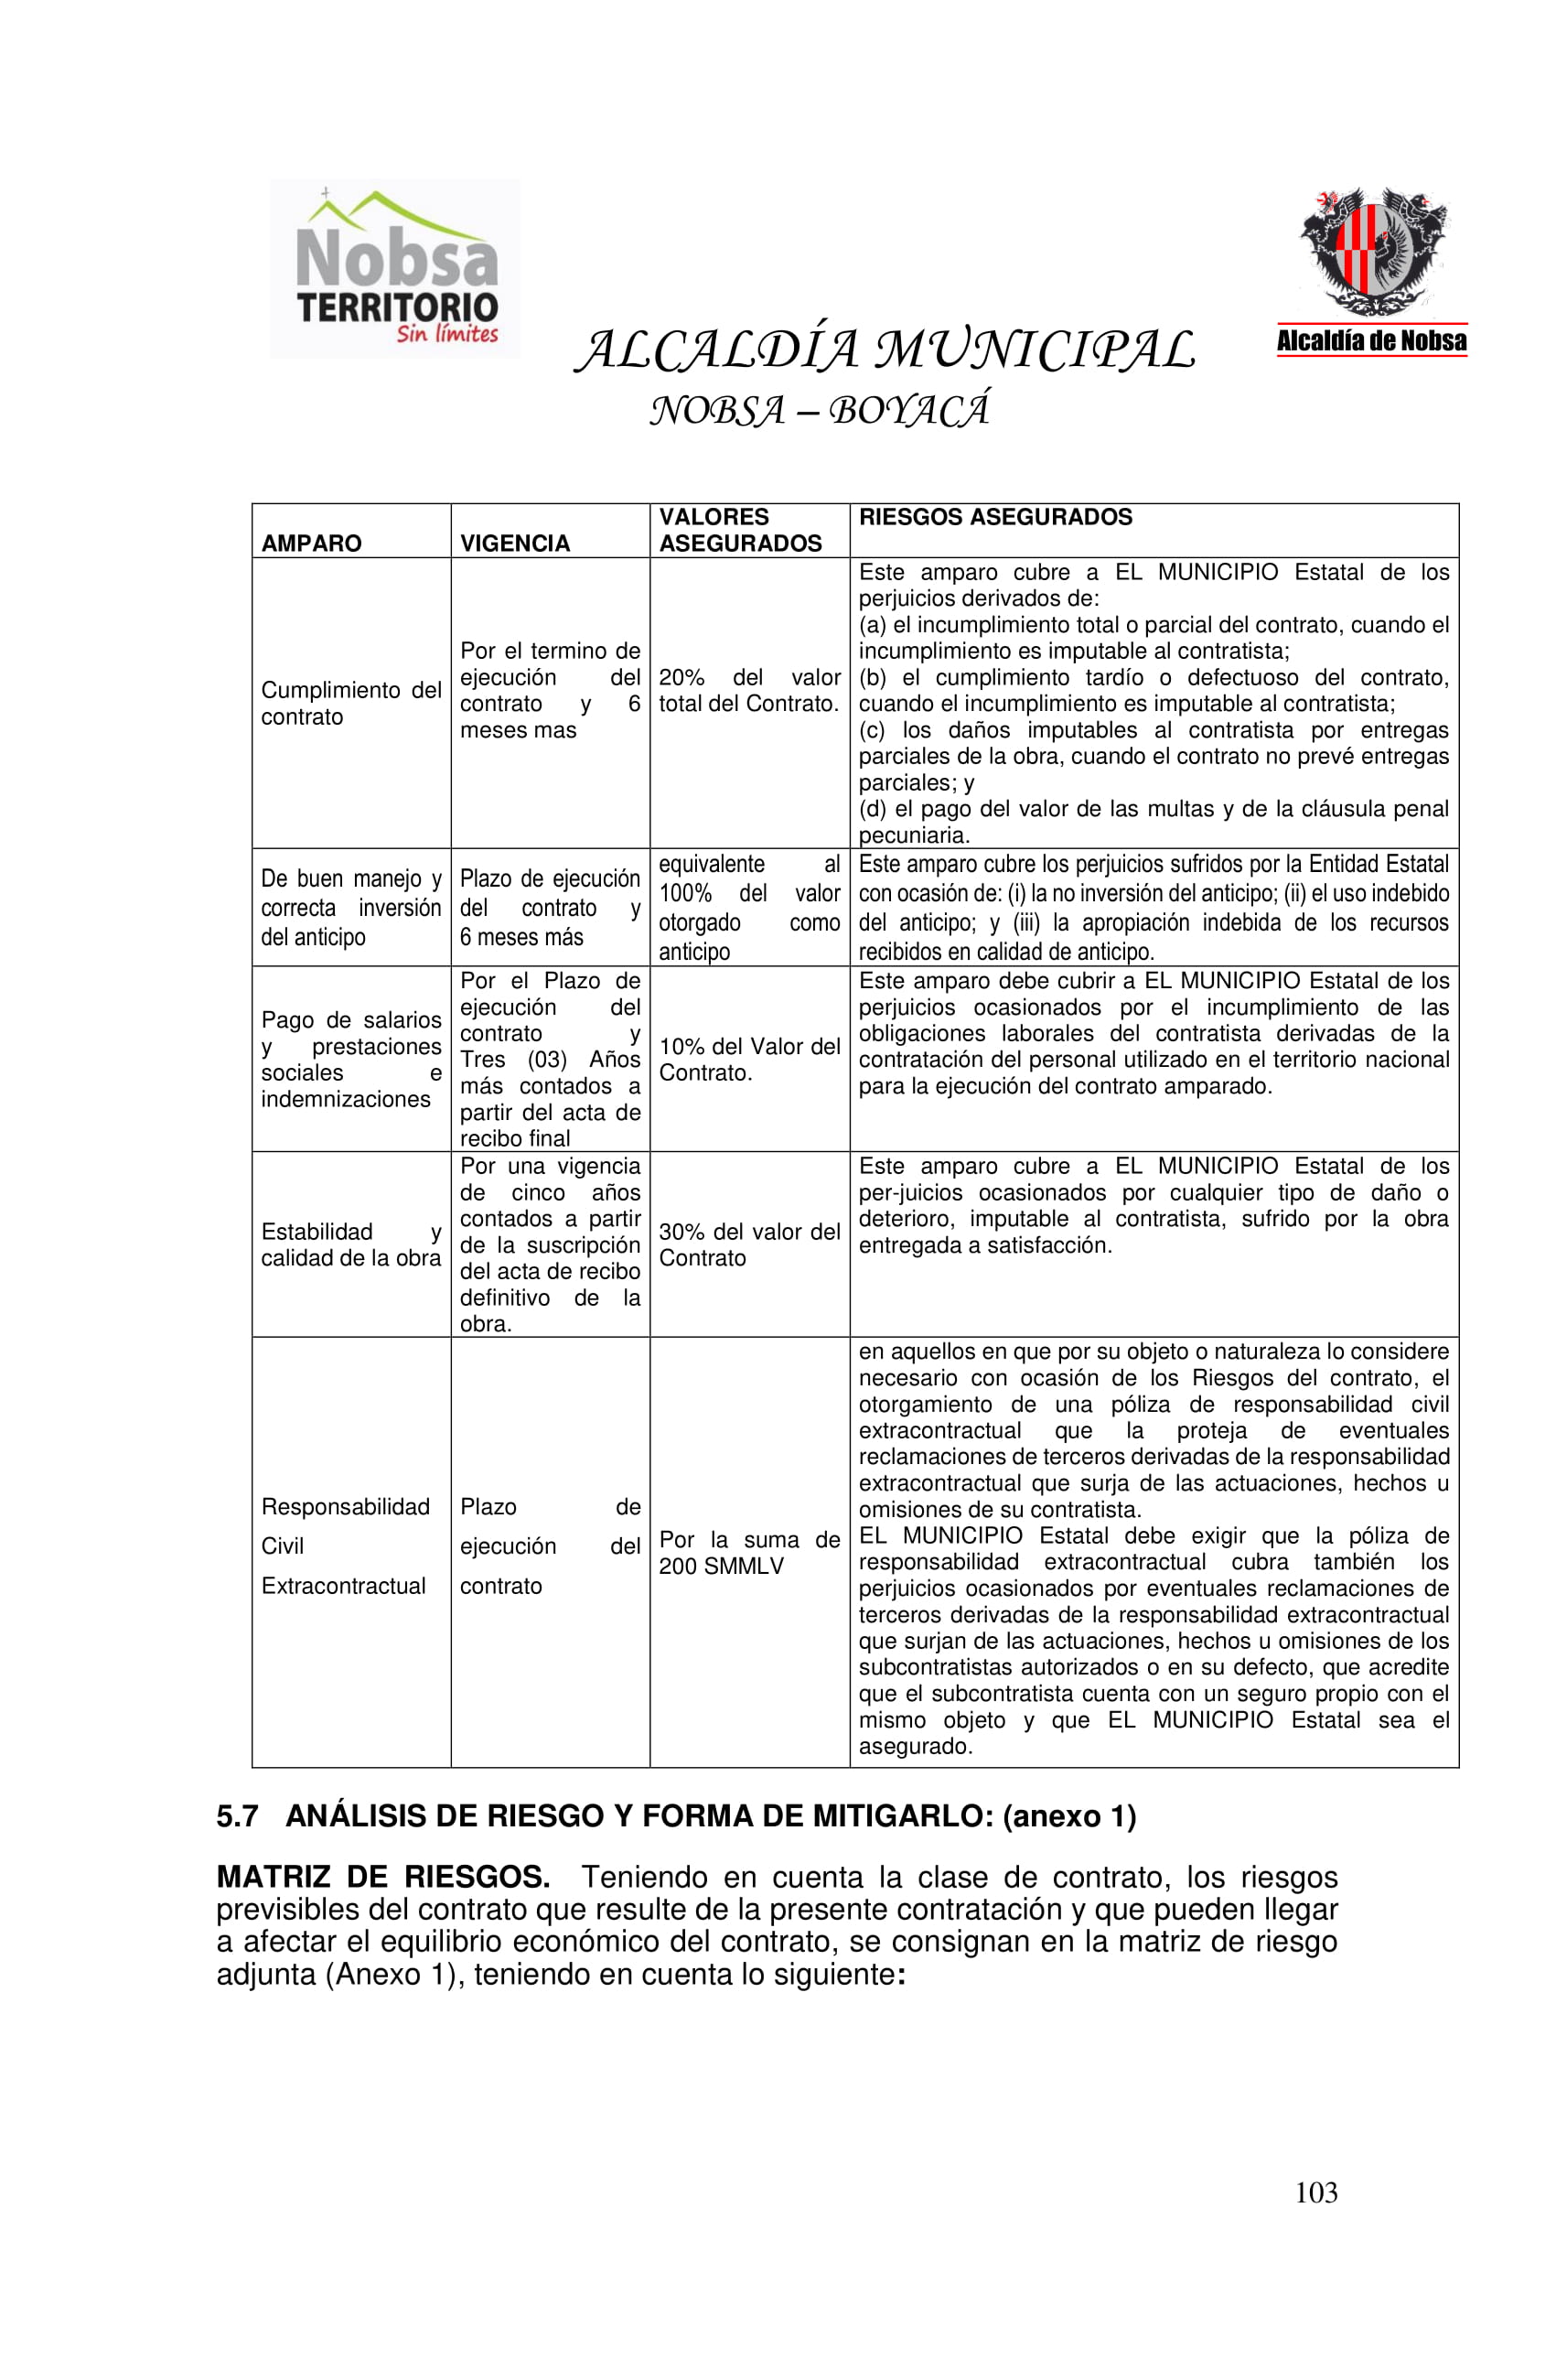 Nobsa
TERRITORIO
Sin límites
Alcaldía de Nobsa
ALCALDÍA MUNICIPAL
NOBSA – BOYACÁ
AMPARO
VIGENCIA
VALORES
ASEGURADOS
RIESGOS ASEGURADOS
Cumplimiento del
contrato
Por el termino de
ejecución del
contrato y 6
meses mas
20% del valor
total del Contrato.
Este amparo cubre a EL MUNICIPIO Estatal de los
perjuicios derivados de:
(a) el incumplimiento total o parcial del contrato, cuando el
incumplimiento es imputable al contratista;
(b) el cumplimiento tardío o defectuoso del contrato,
cuando el incumplimiento es imputable al contratista;
(c) los daños imputables al contratista por entregas
parciales de la obra, cuando el contrato no prevé entregas
parciales; y
(d) el pago del valor de las multas y de la cláusula penal
pecuniaria.
De buen manejo y
correcta inversión
del anticipo
Plazo de ejecución
del contrato y
6 meses más
equivalente al
100% del valor
otorgado como
anticipo
Este amparo cubre los perjuicios sufridos por la Entidad Estatal
con ocasión de: (i) la no inversión del anticipo; (ii) el uso indebido
del anticipo; y (iii) la apropiación indebida de los recursos
recibidos en calidad de anticipo.
Pago de salarios
y prestaciones
sociales e
indemnizaciones
Por el Plazo de
ejecución del
contrato y
Tres (03) Años
más contados a
partir del acta de
recibo final
10% del Valor del
Contrato.
Este amparo debe cubrir a EL MUNICIPIO Estatal de los
perjuicios ocasionados por el incumplimiento de las
obligaciones laborales del contratista derivadas de la
contratación del personal utilizado en el territorio nacional
para la ejecución del contrato amparado.
Estabilidad y
calidad de la obra
Por una vigencia
de cinco años
contados a partir
de la suscripción
del acta de recibo
definitivo de la
obra.
30% del valor del
Contrato
Este amparo cubre a EL MUNICIPIO Estatal de los
per-juicios ocasionados por cualquier tipo de daño o
deterioro, imputable al contratista, sufrido por la obra
entregada a satisfacción.
Responsabilidad
Civil
Extracontractual
Plazo de
ejecución del
contrato
Por la suma de
200 SMMLV
en aquellos en que por su objeto o naturaleza lo considere
necesario con ocasión de los Riesgos del contrato, el
otorgamiento de una póliza de responsabilidad civil
extracontractual que la proteja de eventuales
reclamaciones de terceros derivadas de la responsabilidad
extracontractual que surja de las actuaciones, hechos u
omisiones de su contratista.
EL MUNICIPIO Estatal debe exigir que la póliza de
responsabilidad extracontractual cubra también los
perjuicios ocasionados por eventuales reclamaciones de
terceros derivadas de la responsabilidad extracontractual
que surjan de las actuaciones, hechos u omisiones de los
subcontratistas autorizados o en su defecto, que acredite
que el subcontratista cuenta con un seguro propio con el
mismo objeto y que EL MUNICIPIO Estatal sea el
asegurado.
5.7 ANÁLISIS DE RIESGO Y FORMA DE MITIGARLO: (anexo 1)
MATRIZ DE RIESGOS. Teniendo en cuenta la clase de contrato, los riesgos
previsibles del contrato que resulte de la presente contratación y que pueden llegar
a afectar el equilibrio económico del contrato, se consignan en la matriz de riesgo
adjunta (Anexo 1), teniendo en cuenta lo siguiente:
103